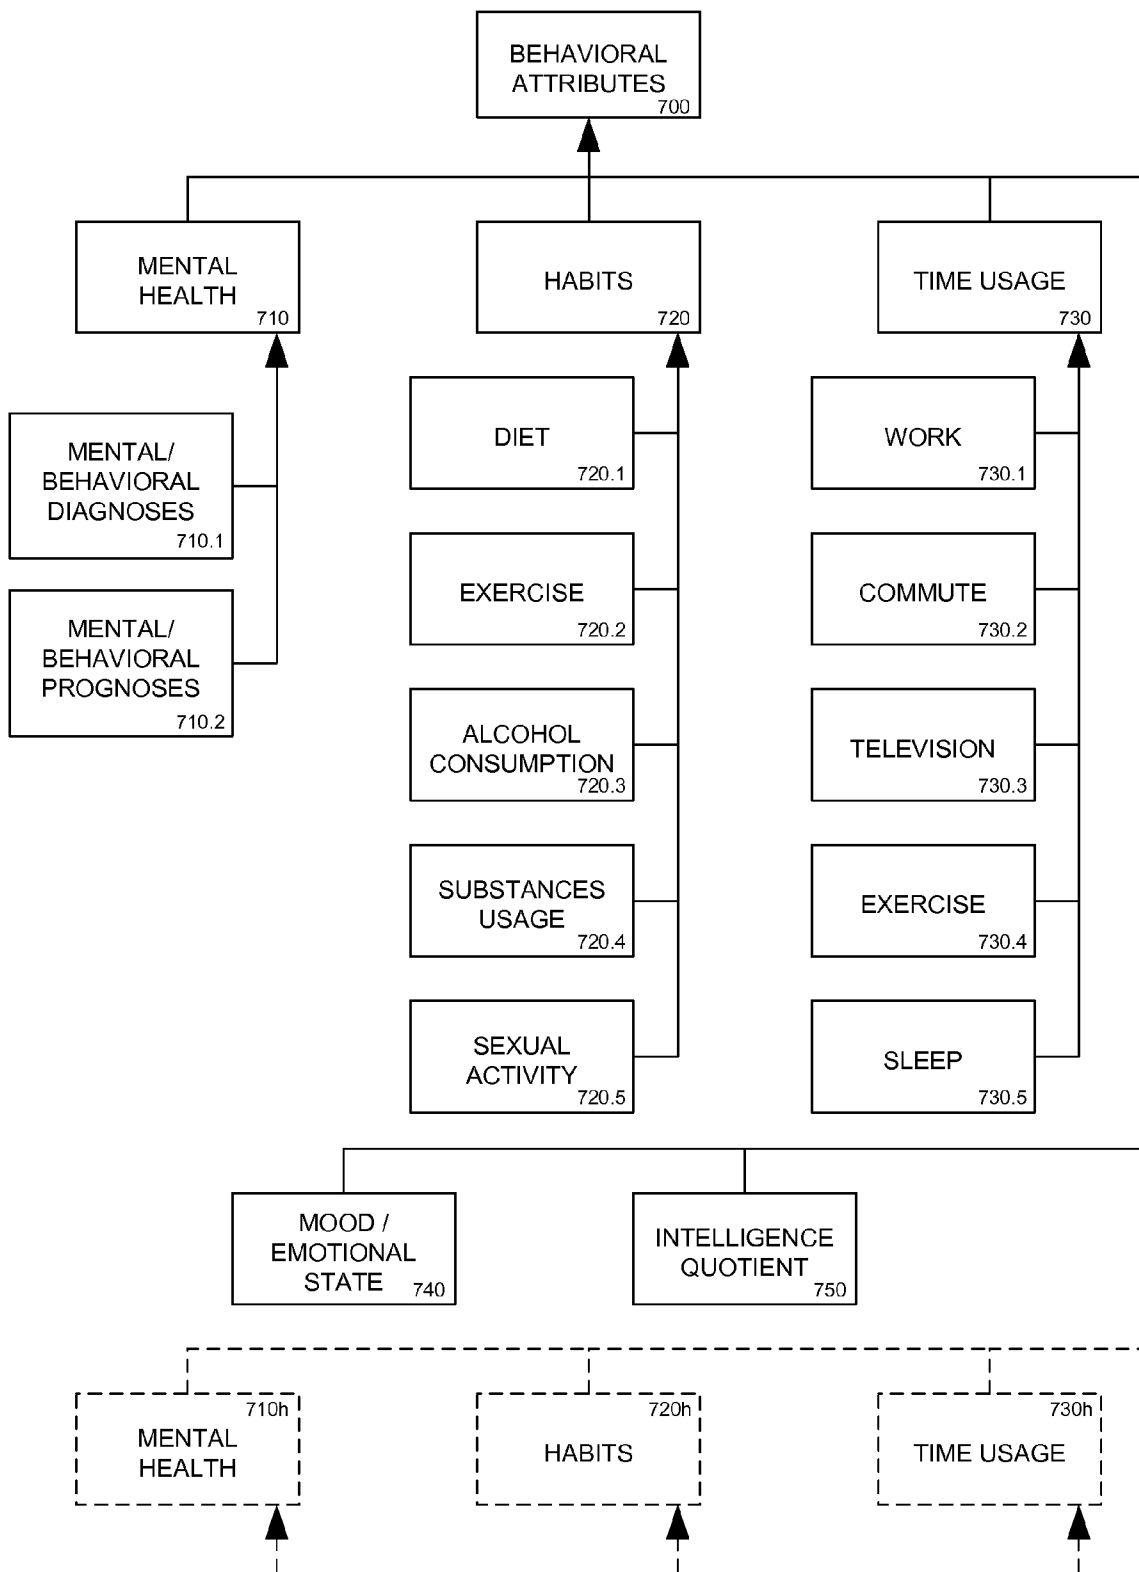 BEHAVIORAL
ATTRIBUTES
700
MENTAL
HEALTH
710
HABITS
720
TIME USAGE
730
MENTAL/
BEHAVIORAL
DIAGNOSES
710.1
MENTAL/
BEHAVIORAL
PROGNOSES
710.2
DIET
720.1
EXERCISE
720.2
ALCOHOL
CONSUMPTION
720.3
SUBSTANCES
USAGE
720.4
SEXUAL
ACTIVITY
720.5
WORK
730.1
COMMUTE
730.2
TELEVISION
730.3
EXERCISE
730.4
SLEEP
730.5
MOOD /
EMOTIONAL
STATE
740
INTELLIGENCE
QUOTIENT
750
710h
MENTAL
HEALTH
720h
HABITS
730h
TIME USAGE